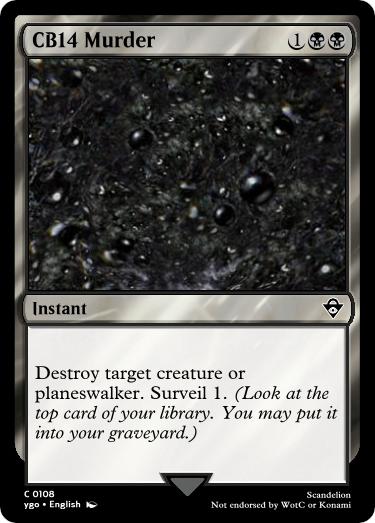 CB14 Murder 1
Instant
Destroy target creature or
planeswalker. Surveil 1. (Look at the
top card of your library. You may put it
into your graveyard.)
C 0108 Scandelion
ygo • English Not endorsed by WotC or Konami